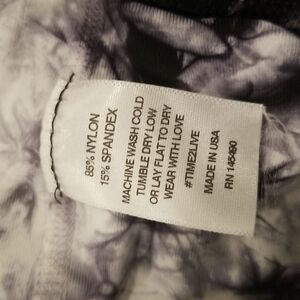 85% NYLON
15% SPANDEX
MACHINE WASH COLD
TUMBLE DRY LOW
OR LAY FLAT TO DRY
WEAR WITH LOVE
#TIME2LIVE
MADE IN USA
RN 145490